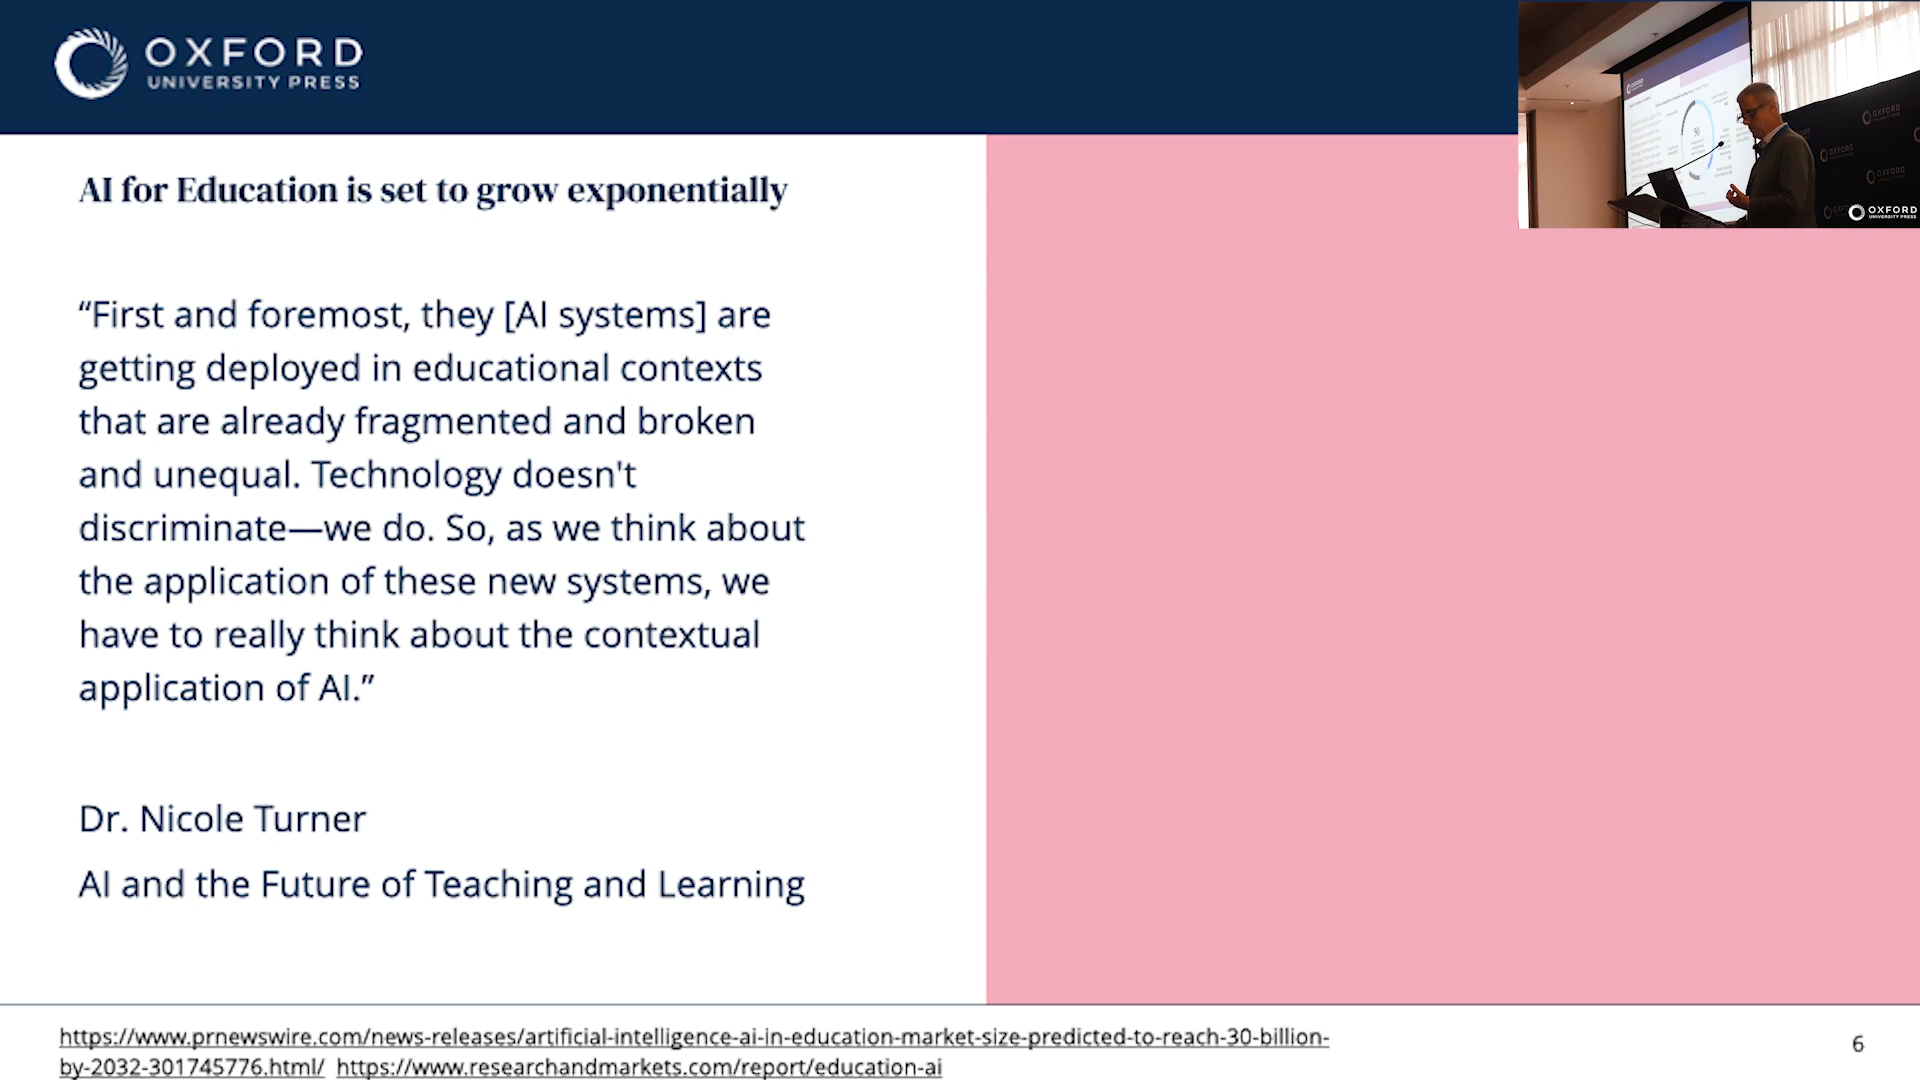 OXFORD
UNIVERSITY PRESS
AI for Education is set to grow exponentially
“First and foremost, they [AI systems] are
getting deployed in educational contexts
that are already fragmented and broken
and unequal. Technology doesn't
discriminate—we do. So, as we think about
the application of these new systems, we
have to really think about the contextual
application of AI.”
Dr. Nicole Turner
AI and the Future of Teaching and Learning
https://www.prnewswire.com/news-releases/artificial-intelligence-ai-in-education-market-size-predicted-to-reach-30-billion-
by-2032-301745776.html/ https://www.researchandmarkets.com/report/education-ai
6
OXFORD
OXFORD
OXFORD
OXFORD
UNIVERSITY PRESS